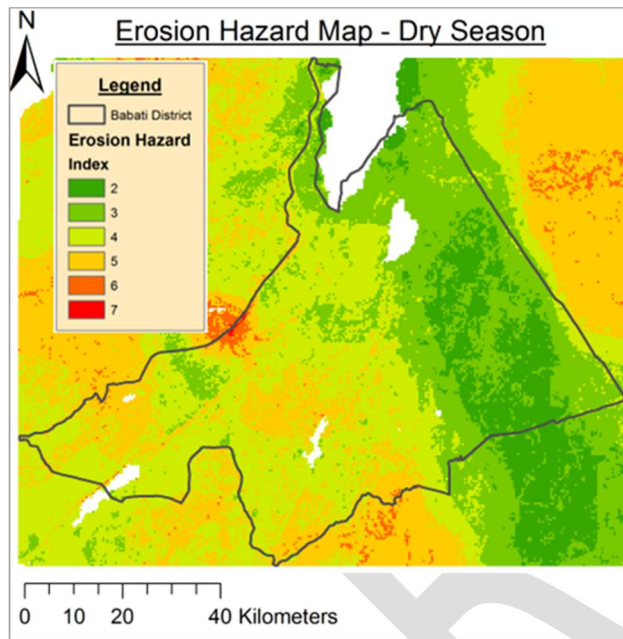 Erosion Hazard Map - Dry Season
N
Legend
Babati District
Erosion Hazard
Index
2
3
4
5
6
7
0 10 20 40 Kilometers